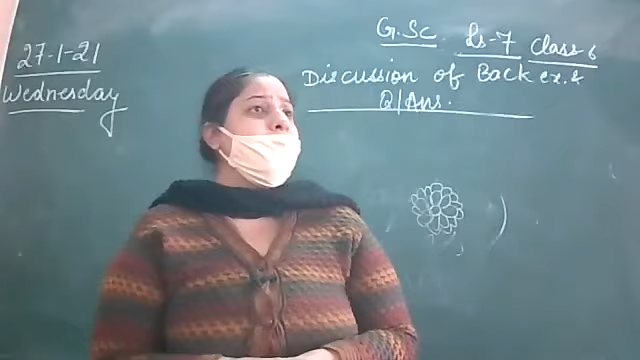 27-1-21
Wednesday
G.Sc. Ls-7 Class-6
Discussion of Back ex. &
Q/Ans.